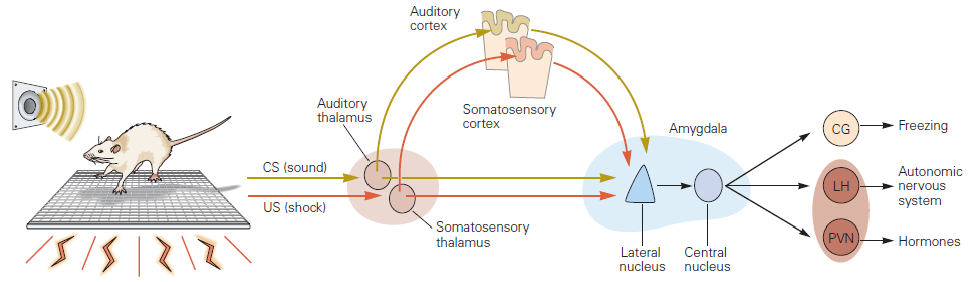 Auditory
cortex
Auditory
thalamus
Somatosensory
cortex
Amygdala
CG
Freezing
CS (sound)
Autonomic
nervous
system
LH
US (shock)
Somatosensory
thalamus
PVN
Hormones
Lateral
nucleus
Central
nucleus